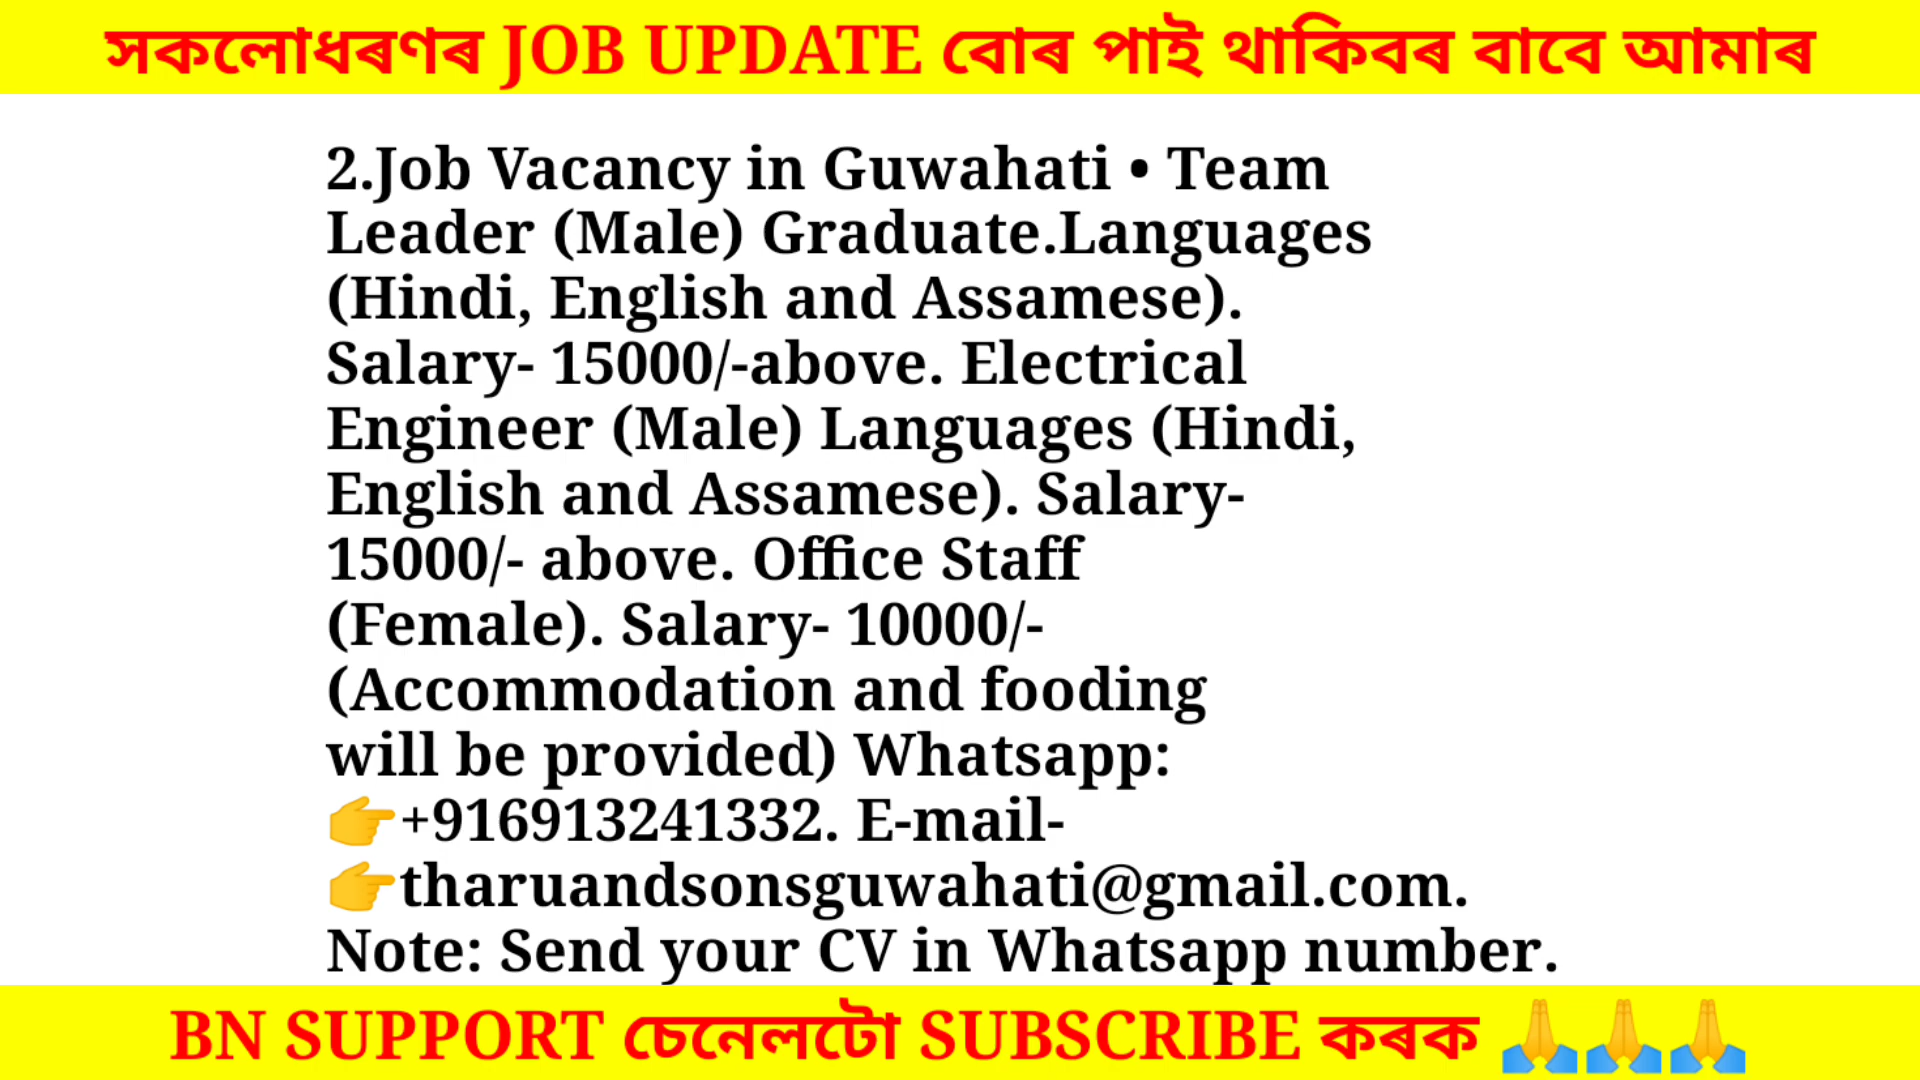 সকলোধৰণৰ JOB UPDATE বোৰ পাই থাকিবৰ বাবে আমাৰ
2.Job Vacancy in Guwahati • Team
Leader (Male) Graduate.Languages
(Hindi, English and Assamese).
Salary- 15000/-above. Electrical
Engineer (Male) Languages (Hindi,
English and Assamese). Salary-
15000/- above. Office Staff
(Female). Salary- 10000/-
(Accommodation and fooding
will be provided) Whatsapp:
👉+916913241332. E-mail-
👉tharuandsonsguwahati@gmail.com.
Note: Send your CV in Whatsapp number.
BN SUPPORT চেনেলটো SUBSCRIBE কৰক 🙏🙏🙏